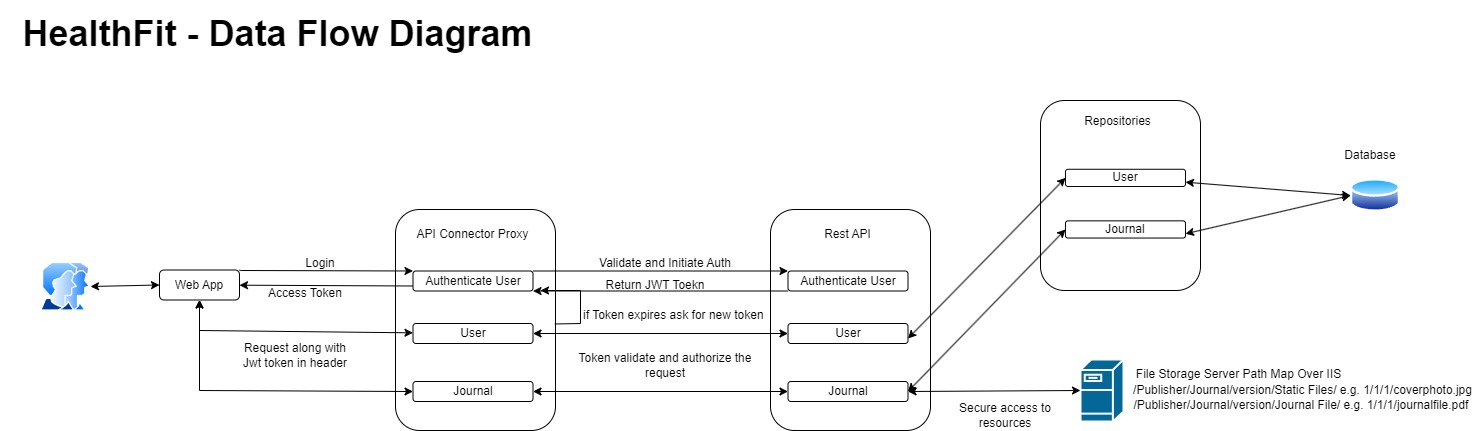 HealthFit - Data Flow Diagram
Repositories
User
Journal
Database
API Connector Proxy
Rest API
Web App
Login
Access Token
Authenticate User
Validate and Initiate Auth
Return JWT Toekn
Authenticate User
if Token expires ask for new token
User
User
Request along with
Jwt token in header
Token validate and authorize the
request
Journal
Journal
Secure access to
resources
File Storage Server Path Map Over IIS
/Publisher/Journal/version/Static Files/ e.g. 1/1/1/coverphoto.jpg
/Publisher/Journal/version/Journal File/ e.g. 1/1/1/journalfile.pdf